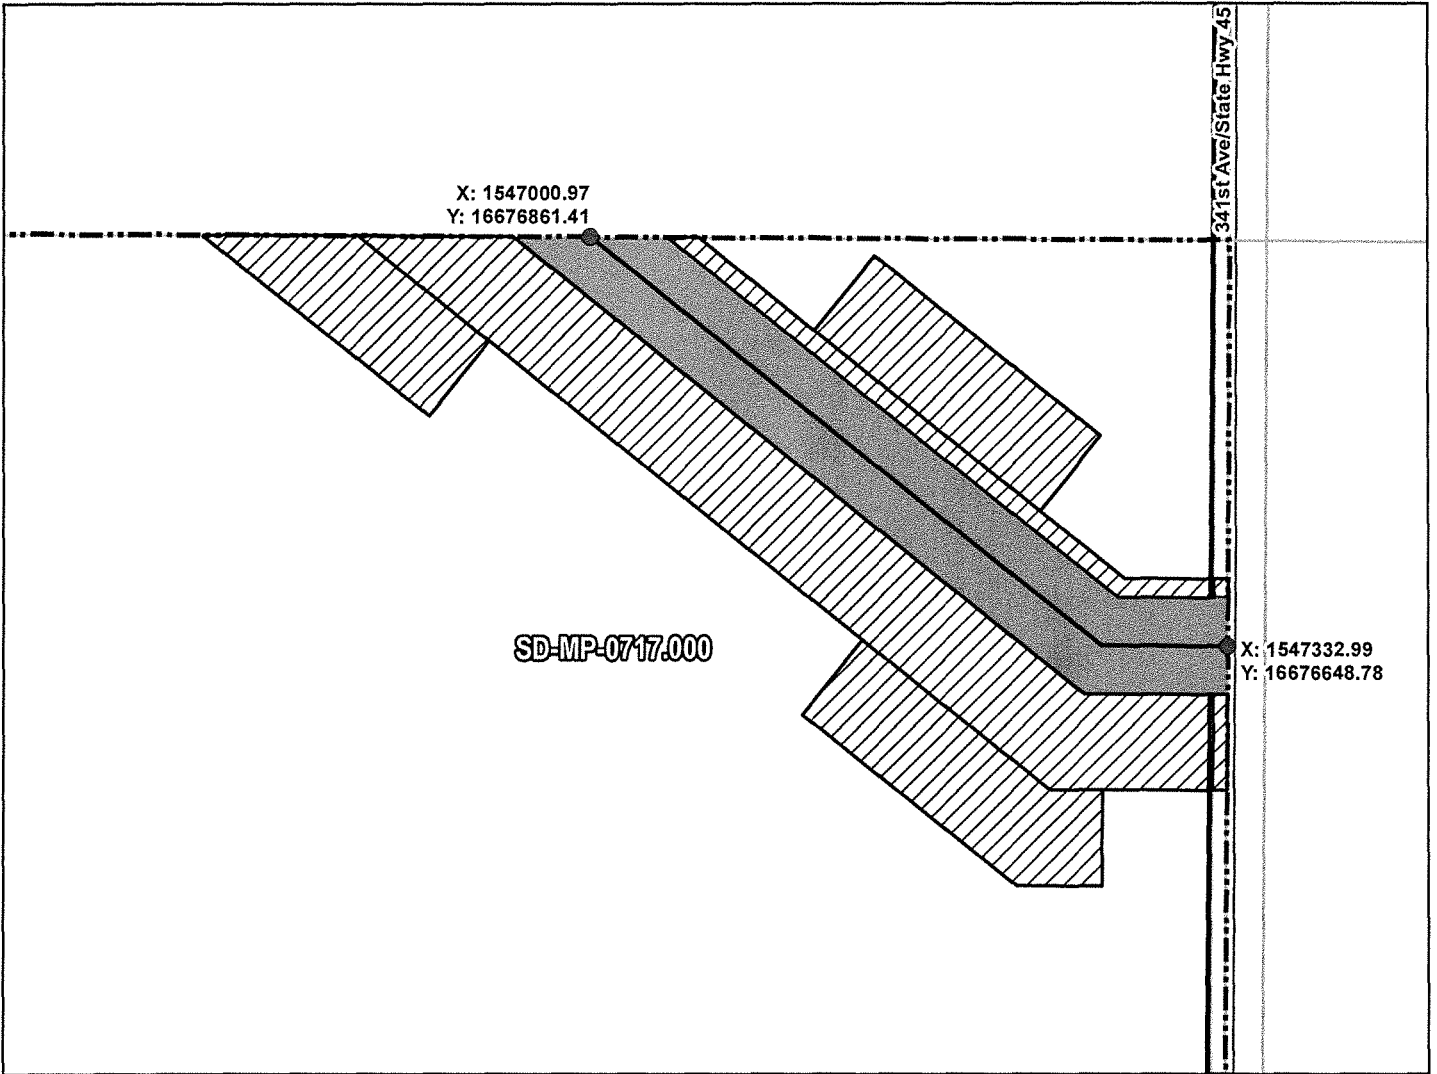 341st Ave/State Hwy 45
X: 1547000.97
Y: 16676861.41
SD-MP-0717.000
X: 1547332.99
Y: 16676648.78